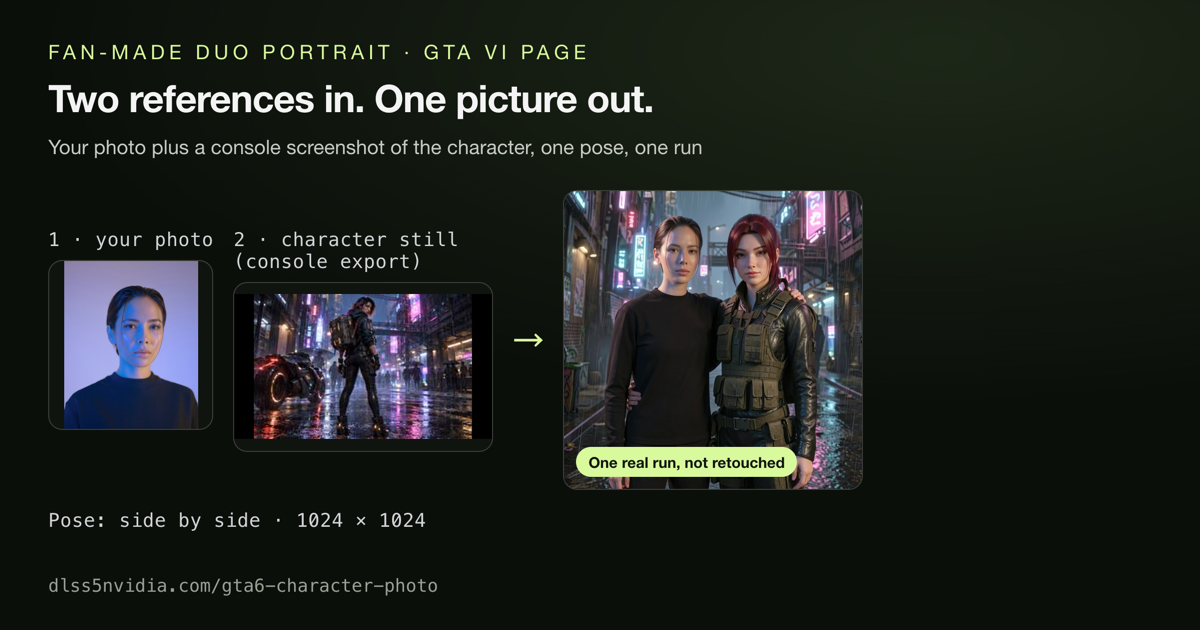 FAN-MADE DUO PORTRAIT · GTA VI PAGE
Two references in. One picture out.
Your photo plus a console screenshot of the character, one pose, one run
1 · your photo
2 · character still
(console export)
→
One real run, not retouched
Pose: side by side · 1024 × 1024
dlss5nvidia.com/gta6-character-photo